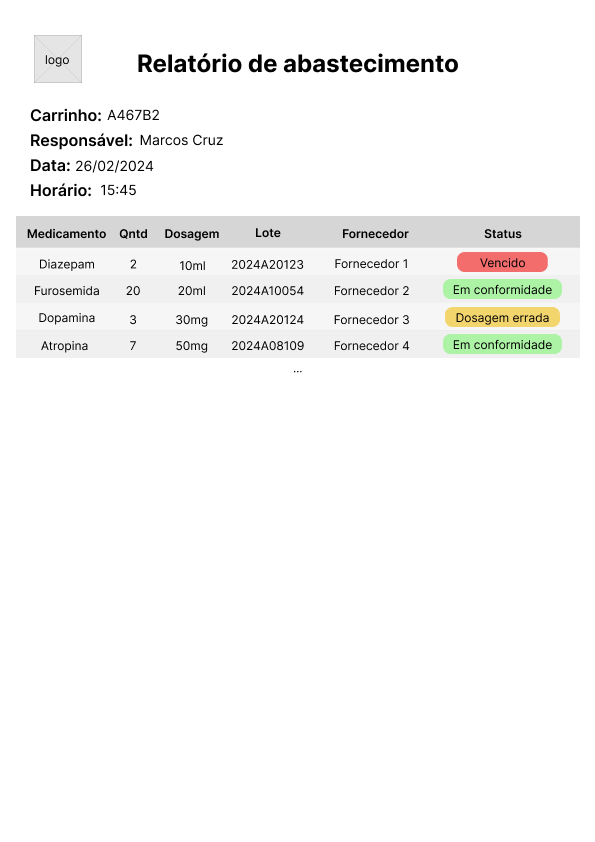 logo
Relatório de abastecimento
Carrinho: A467B2
Responsável: Marcos Cruz
Data: 26/02/2024
Horário: 15:45
Medicamento Qntd Dosagem Lote Fornecedor Status
Diazepam 2 10ml 2024A20123 Fornecedor 1 Vencido
Furosemida 20 20ml 2024A10054 Fornecedor 2 Em conformidade
Dopamina 3 30mg 2024A20124 Fornecedor 3 Dosagem errada
Atropina 7 50mg 2024A08109 Fornecedor 4 Em conformidade
...